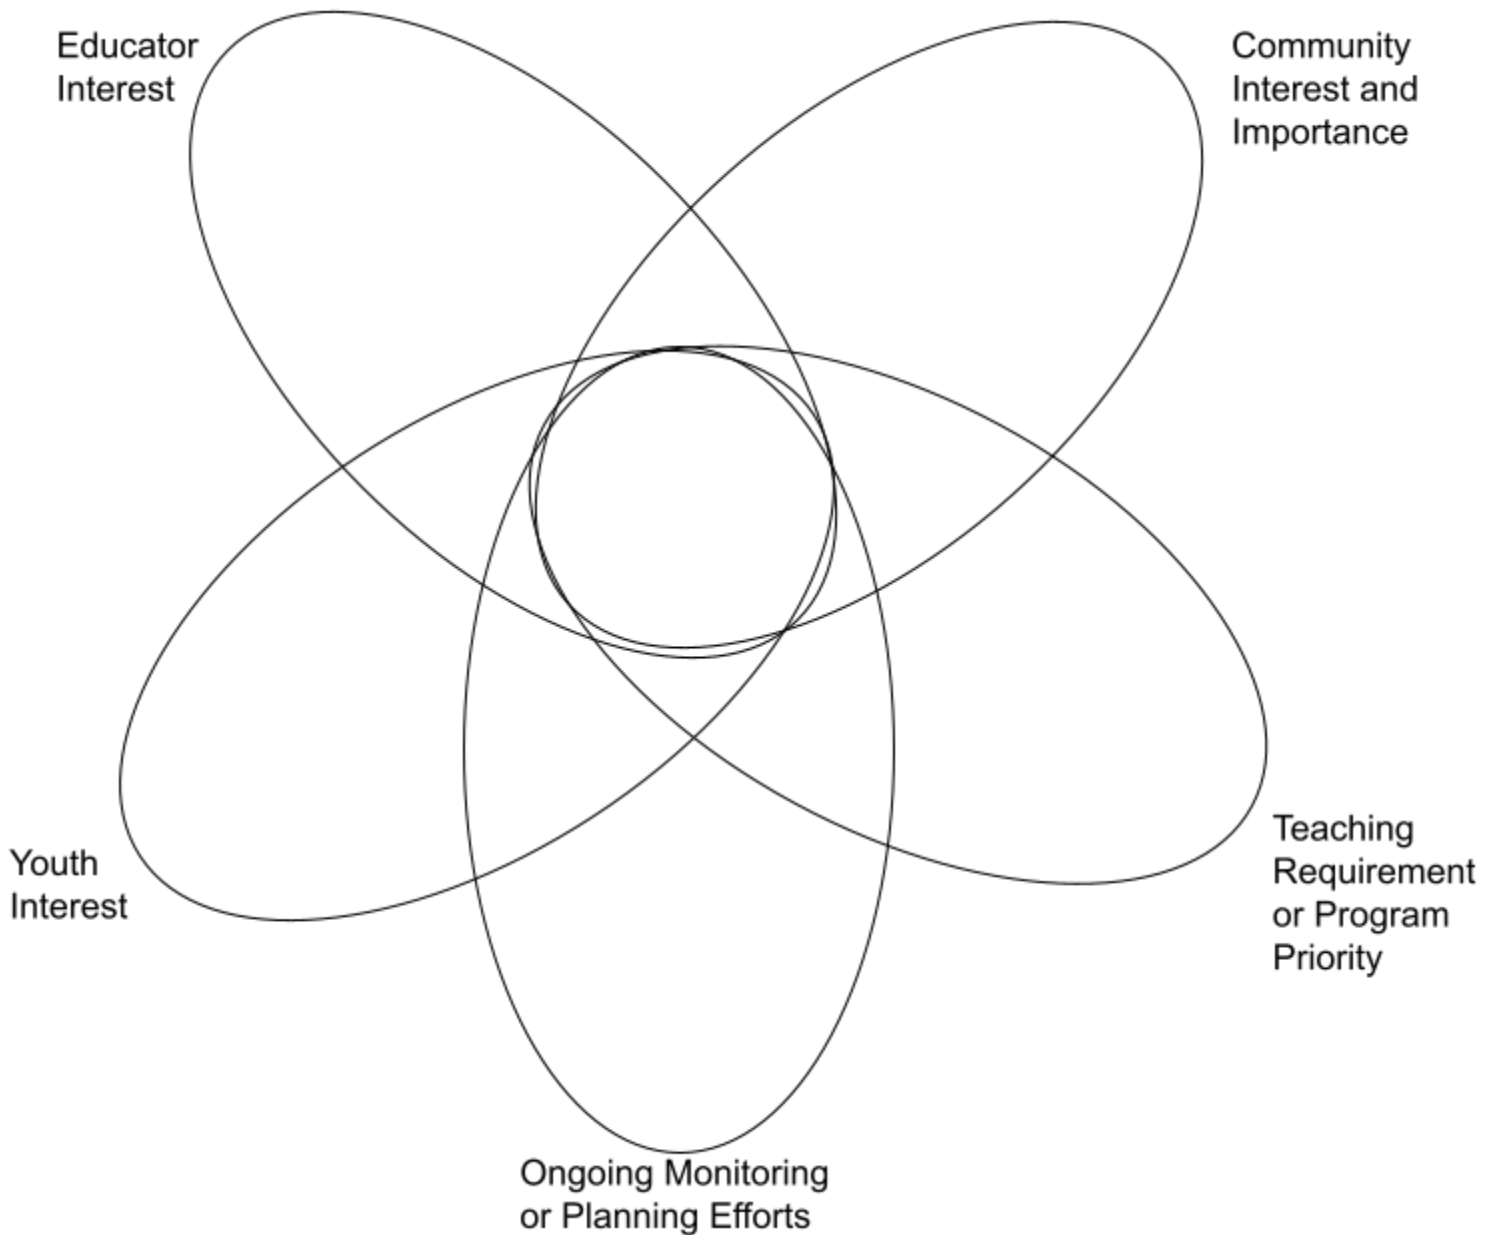 Educator
Interest
Community
Interest and
Importance
Youth
Interest
Teaching
Requirement
or Program
Priority
Ongoing Monitoring
or Planning Efforts